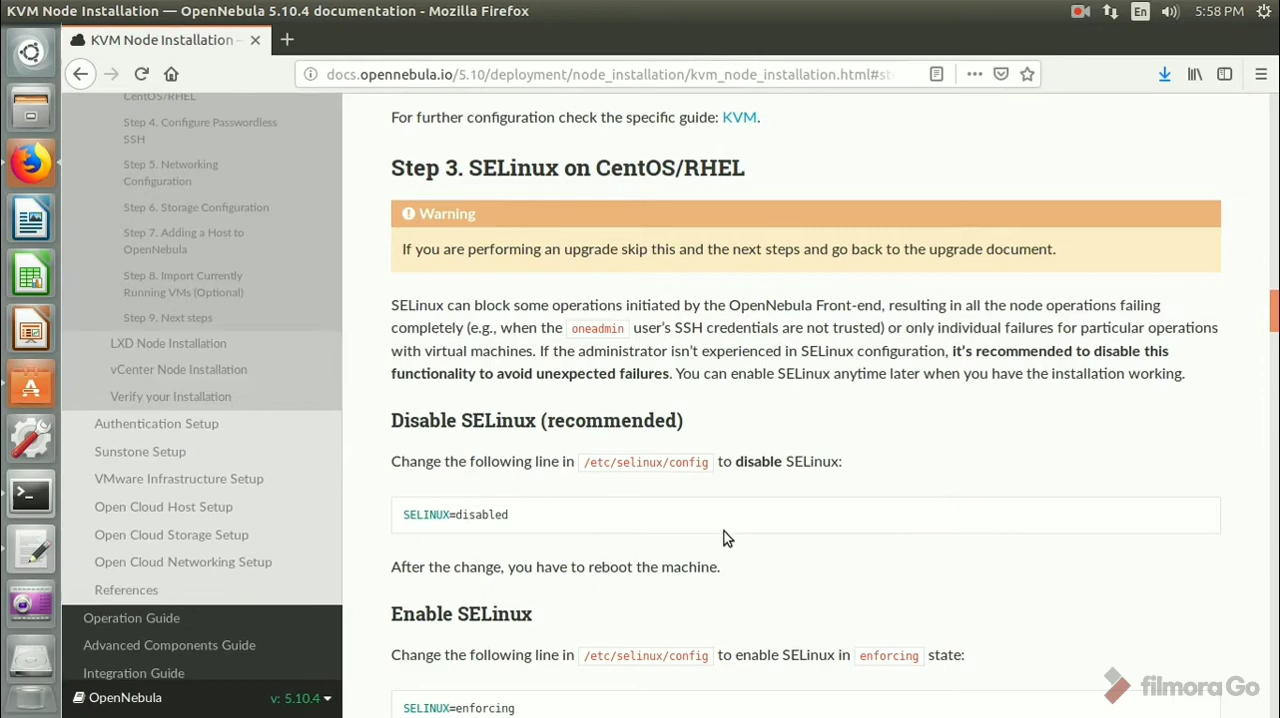 KVM Node Installation — OpenNebula 5.10.4 documentation - Mozilla Firefox
En
5:58 PM
KVM Node Installation -
docs.opennebula.io/5.10/deployment/node_installation/kvm_node_installation.html#st
CentOS/RHEL
Step 4. Configure Passwordless
SSH
Step 5. Networking
Configuration
Step 6. Storage Configuration
Step 7. Adding a Host to
OpenNebula
Step 8. Import Currently
Running VMs (Optional)
Step 9. Next steps
LXD Node Installation
vCenter Node Installation
Verify your Installation
Authentication Setup
Sunstone Setup
VMware Infrastructure Setup
Open Cloud Host Setup
Open Cloud Storage Setup
Open Cloud Networking Setup
References
Operation Guide
Advanced Components Guide
Integration Guide
OpenNebula
v: 5.10.4
For further configuration check the specific guide: KVM.
Step 3. SELinux on CentOS/RHEL
Warning
If you are performing an upgrade skip this and the next steps and go back to the upgrade document.
SELinux can block some operations initiated by the OpenNebula Front-end, resulting in all the node operations failing
completely (e.g., when the oneadmin user's SSH credentials are not trusted) or only individual failures for particular operations
with virtual machines. If the administrator isn't experienced in SELinux configuration, it's recommended to disable this
functionality to avoid unexpected failures. You can enable SELinux anytime later when you have the installation working.
Disable SELinux (recommended)
Change the following line in /etc/selinux/config to disable SELinux:
SELINUX=disabled
After the change, you have to reboot the machine.
Enable SELinux
Change the following line in /etc/selinux/config to enable SELinux in enforcing state:
SELINUX=enforcing
filmoraGo